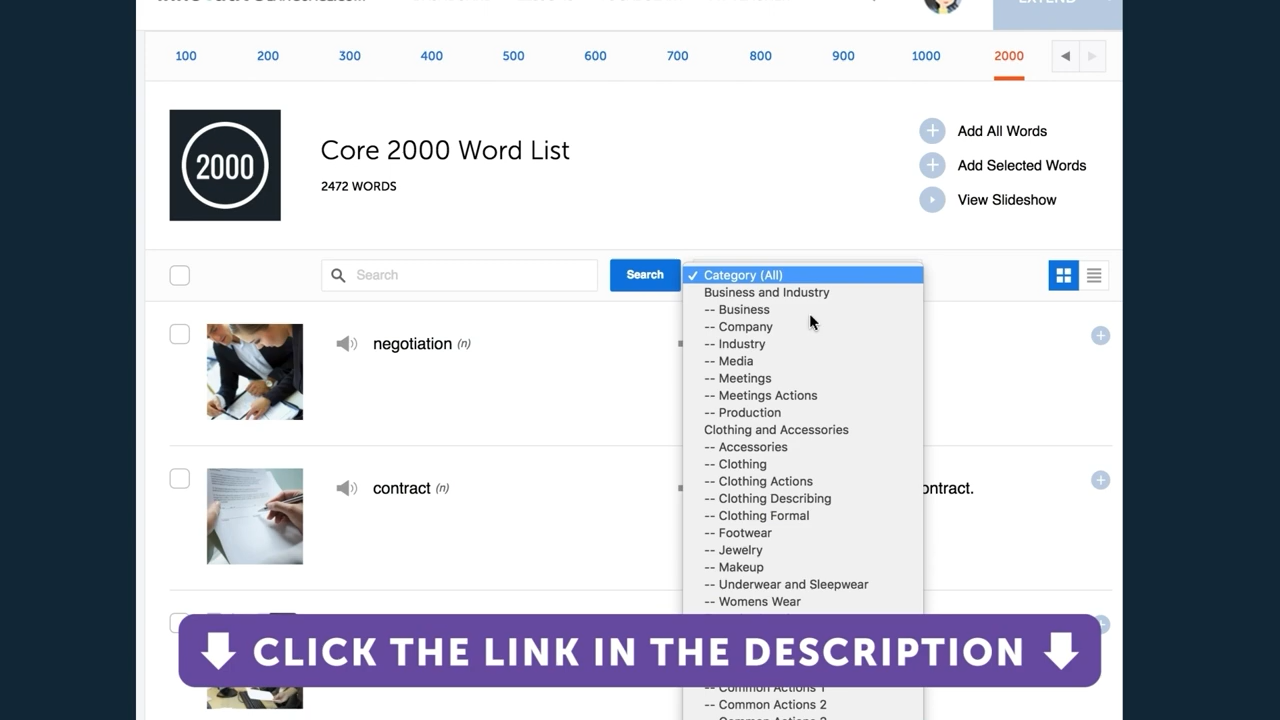 EXTEND
100 200 300 400 500 600 700 800 900 1000 2000
2000
Core 2000 Word List
2472 WORDS
Add All Words
Add Selected Words
View Slideshow
Search
Search
Category (All)
Business and Industry
-- Business
-- Company
-- Industry
-- Media
-- Meetings
-- Meetings Actions
-- Production
Clothing and Accessories
-- Accessories
-- Clothing
-- Clothing Actions
-- Clothing Describing
-- Clothing Formal
-- Footwear
-- Jewelry
-- Makeup
-- Underwear and Sleepwear
-- Womens Wear
negotiation (n)
contract (n)
ontract.
CLICK THE LINK IN THE DESCRIPTION
-- Common Actions 1
-- Common Actions 2